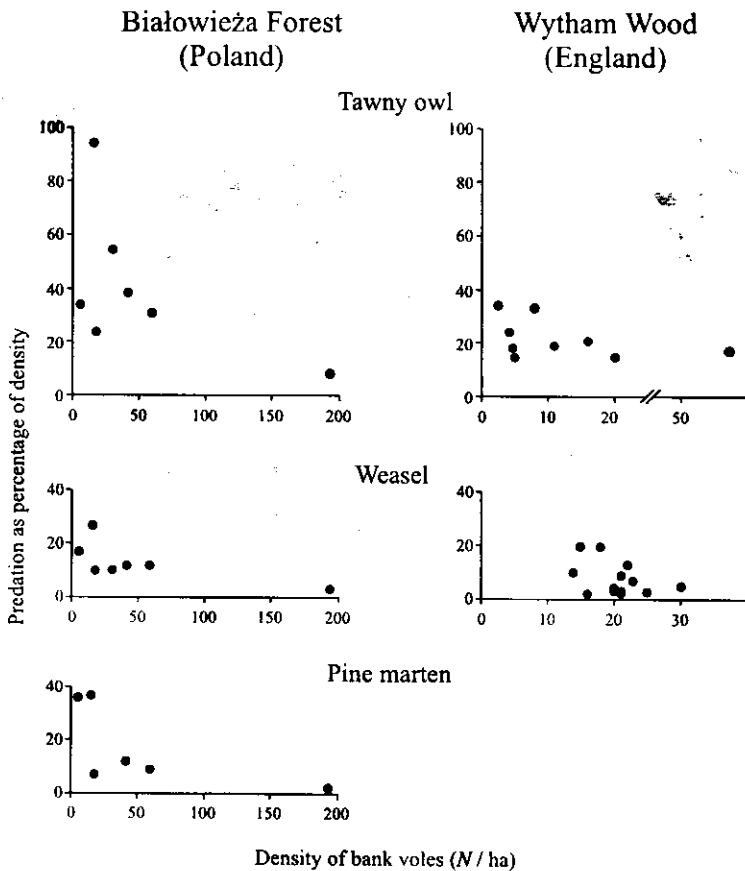 Białowieża Forest
(Poland)
Wytham Wood
(England)
Tawny owl
100
80
60
40
20
0
0 50 100 150 200
100
80
60
40
20
0
0 10 20 50
Predation as percentage of density
Weasel
40
20
0
0 50 100 150 200
40
20
0
0 10 20 30
Pine marten
40
20
0
0 50 100 150 200
Density of bank voles (N / ha)